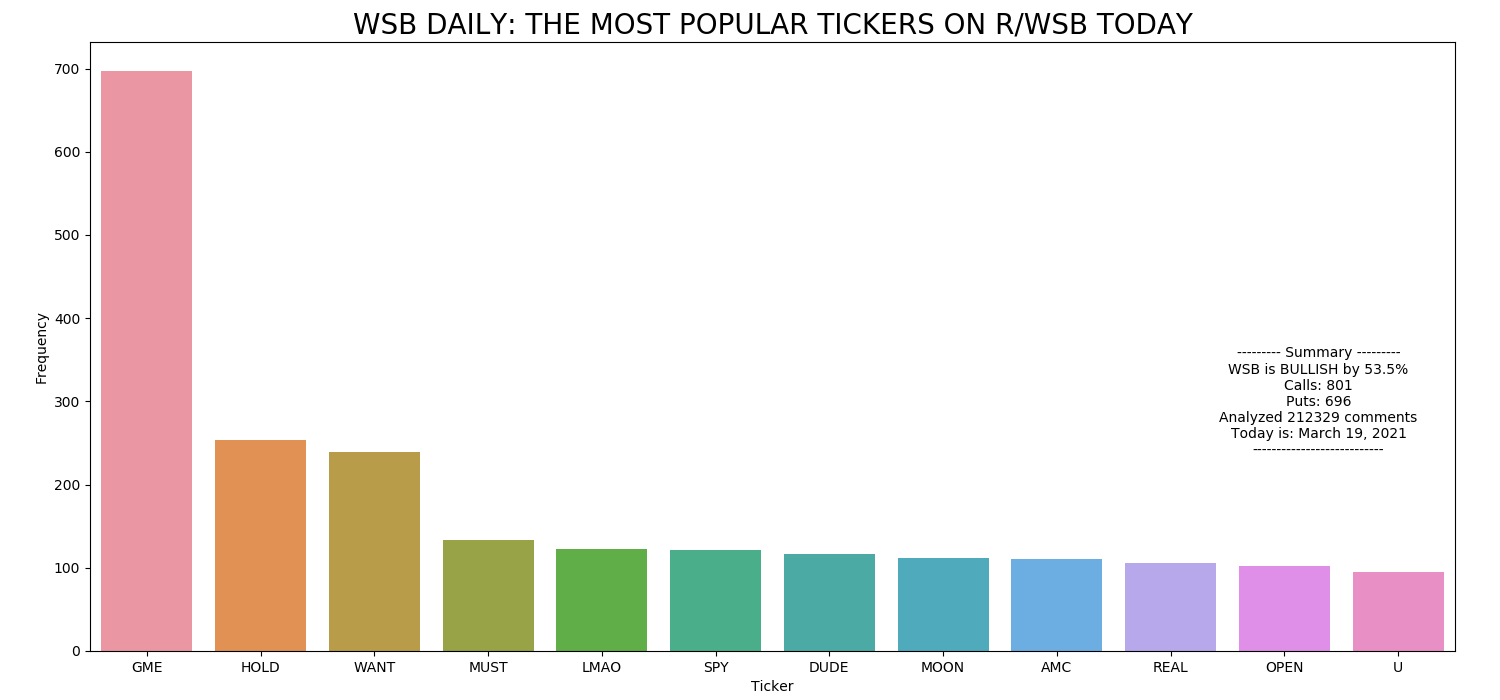 WSB DAILY: THE MOST POPULAR TICKERS ON R/WSB TODAY
700
600
500
400
300
200
100
0
Frequency
--------- Summary ---------
WSB is BULLISH by 53.5%
Calls: 801
Puts: 696
Analyzed 212329 comments
Today is: March 19, 2021
---------------------------
GME HOLD WANT MUST LMAO SPY DUDE MOON AMC REAL OPEN U
Ticker